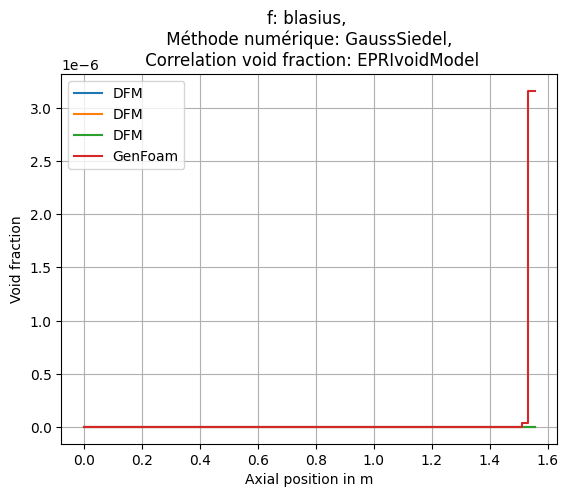 f: blasius,
Méthode numérique: GaussSiedel,
Correlation void fraction: EPRIvoidModel
1e−6
DFM
DFM
DFM
GenFoam
3.0
2.5
2.0
1.5
1.0
0.5
0.0
Void fraction
0.0 0.2 0.4 0.6 0.8 1.0 1.2 1.4 1.6
Axial position in m